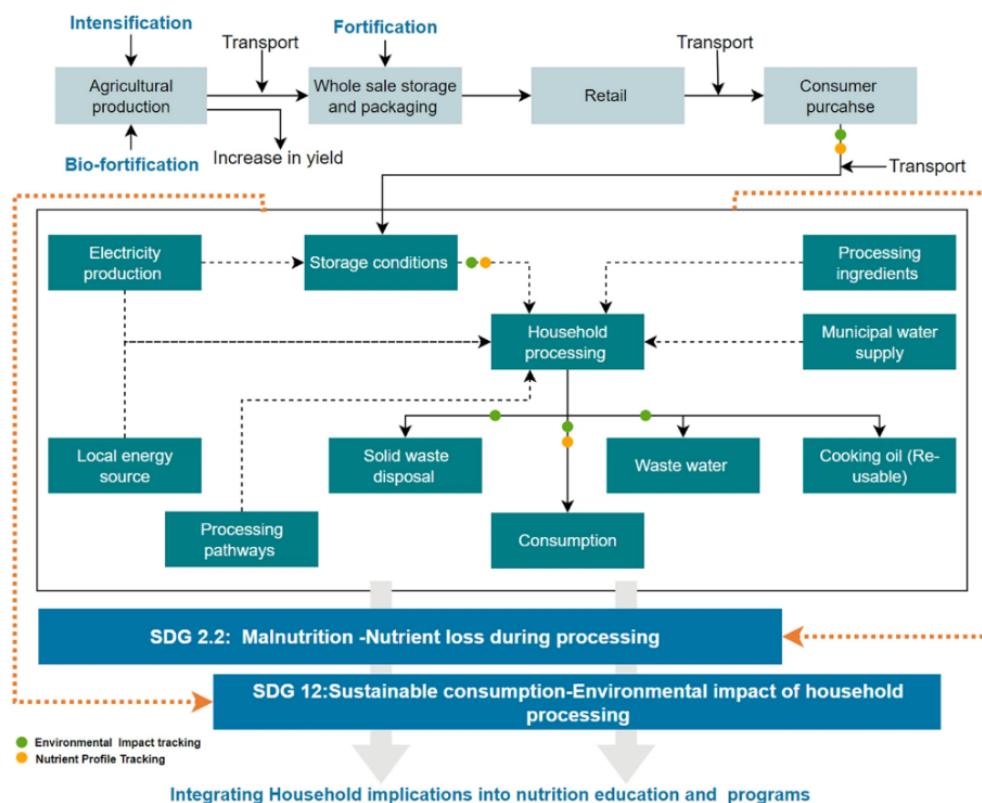 Intensification
Fortification
Transport
Transport
Agricultural
production
Whole sale storage
and packaging
Retail
Consumer
purcahse
Bio-fortification
Increase in yield
Transport
Electricity
production
Storage conditions
Processing
ingredients
Household
processing
Municipal water
supply
Local energy
source
Solid waste
disposal
Waste water
Cooking oil (Re-
usable)
Processing
pathways
Consumption
SDG 2.2: Malnutrition -Nutrient loss during processing
SDG 12:Sustainable consumption-Environmental impact of household
processing
Environmental Impact tracking
Nutrient Profile Tracking
Integrating Household implications into nutrition education and programs